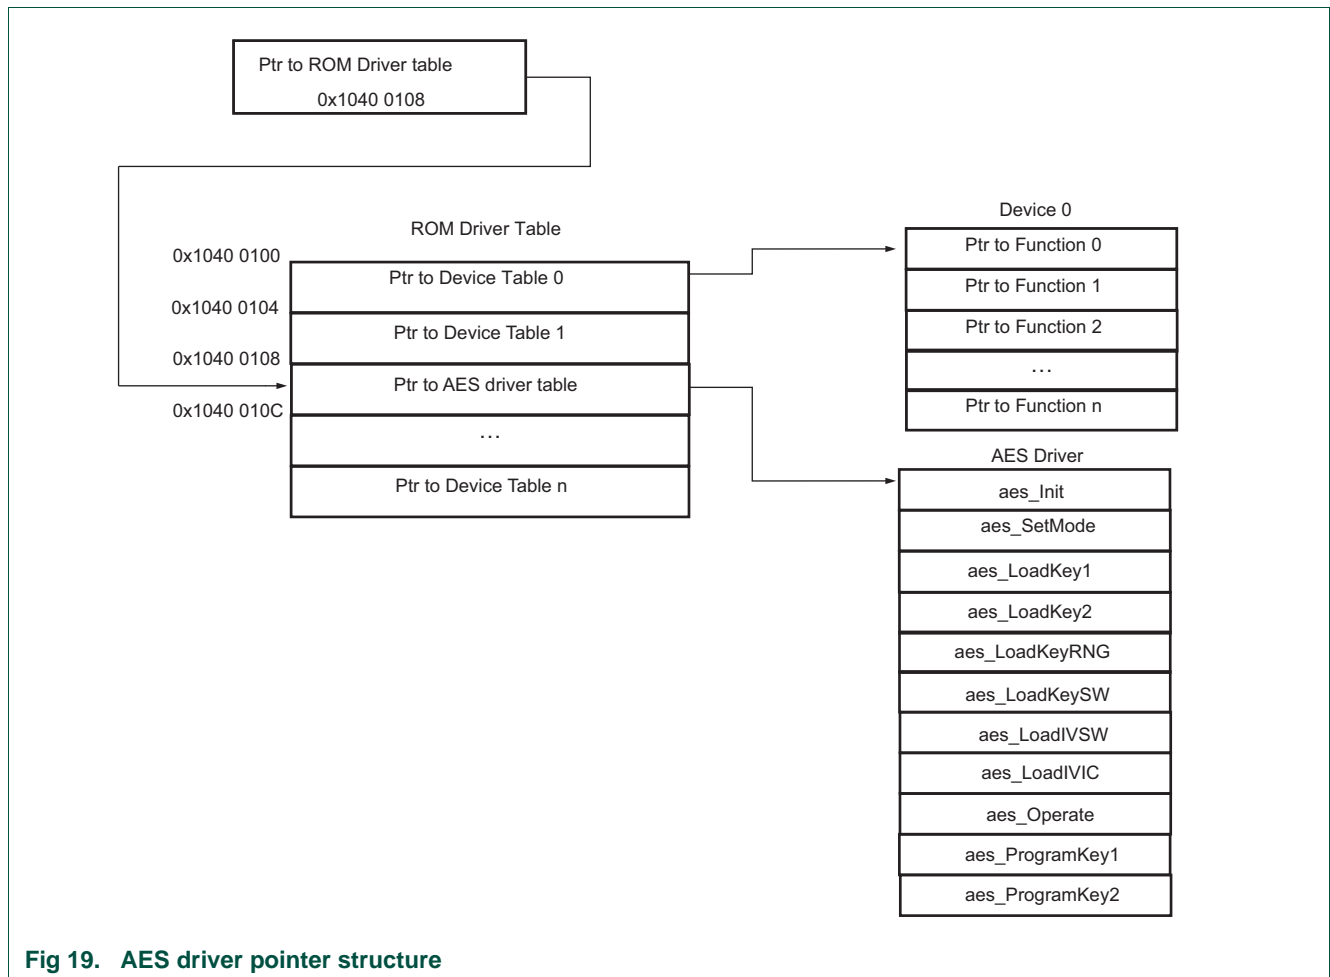 Ptr to ROM Driver table
0x1040 0108
ROM Driver Table
0x1040 0100
Ptr to Device Table 0
0x1040 0104
Ptr to Device Table 1
0x1040 0108
Ptr to AES driver table
0x1040 010C
...
Ptr to Device Table n
Device 0
Ptr to Function 0
Ptr to Function 1
Ptr to Function 2
...
Ptr to Function n
AES Driver
aes_Init
aes_SetMode
aes_LoadKey1
aes_LoadKey2
aes_LoadKeyRNG
aes_LoadKeySW
aes_LoadIVSW
aes_LoadIVIC
aes_Operate
aes_ProgramKey1
aes_ProgramKey2
Fig 19. AES driver pointer structure